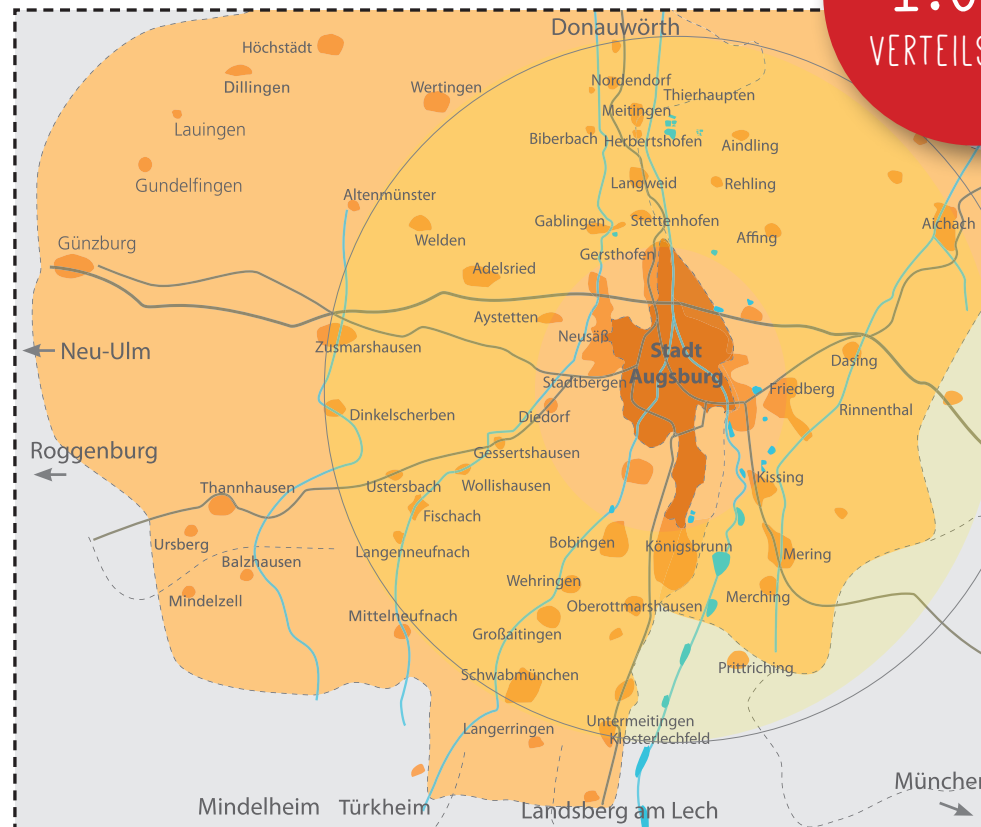 Donauwörth
VERTEILS
Höchstädt
Dillingen
Wertingen
Nordendorf
Thierhaupten
Meitingen
Lauingen
Biberbach
Herbertshofen
Aindling
Gundelfingen
Langweid
Rehling
Altenmünster
Gablingen
Stettenhofen
Aichach
Welden
Affing
Günzburg
Gersthofen
Adelsried
Aystetten
Neusäß
Zusmarshausen
Neu-Ulm
Stadt
Augsburg
Dasing
Stadtbergen
Friedberg
Dinkelscherben
Diedorf
Rinnenthal
Roggenburg
Gessertshausen
Kissing
Thannhausen
Ustersbach
Wollishausen
Fischach
Ursberg
Langenneufnach
Bobingen
Königsbrunn
Mering
Balzhausen
Wehringen
Mindelzell
Oberottmarshausen
Merching
Mittelneufnach
Großaitingen
Prittriching
Schwabmünchen
Untermeitingen
Langerringen
Klosterlechfeld
München
Mindelheim
Türkheim
Landsberg am Lech